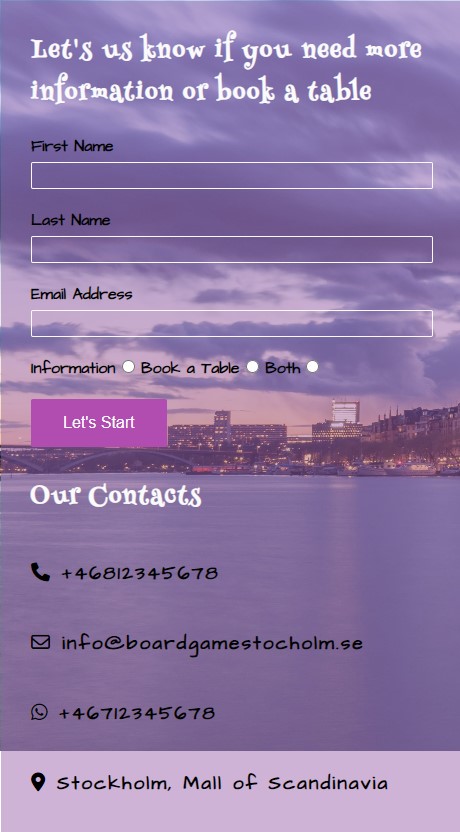 Let's us know if you need more
information or book a table
First Name
Last Name
Email Address
Information Book a Table Both
Let's Start
Our Contacts
+46812345678
info@boardgamestocholm.se
+46712345678
Stockholm, Mall of Scandinavia